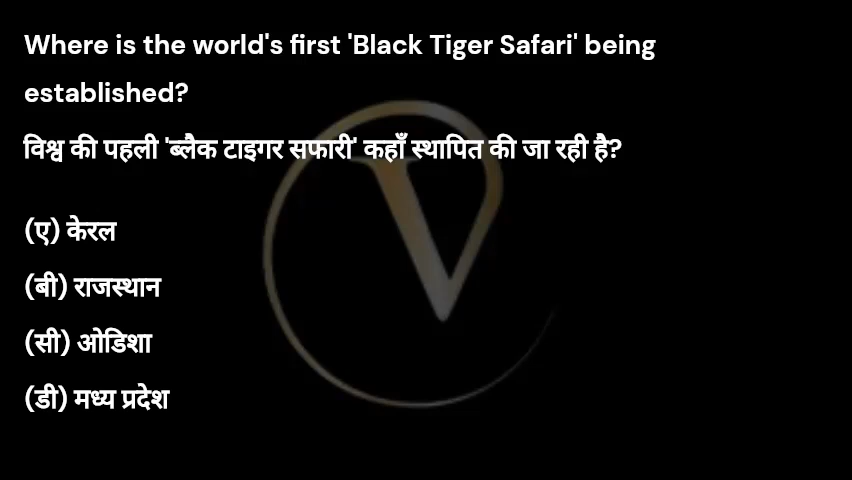 Where is the world's first 'Black Tiger Safari' being
established?
विश्व की पहली 'ब्लैक टाइगर सफारी' कहाँ स्थापित की जा रही है?
(ए) केरल
(बी) राजस्थान
(सी) ओडिशा
(डी) मध्य प्रदेश